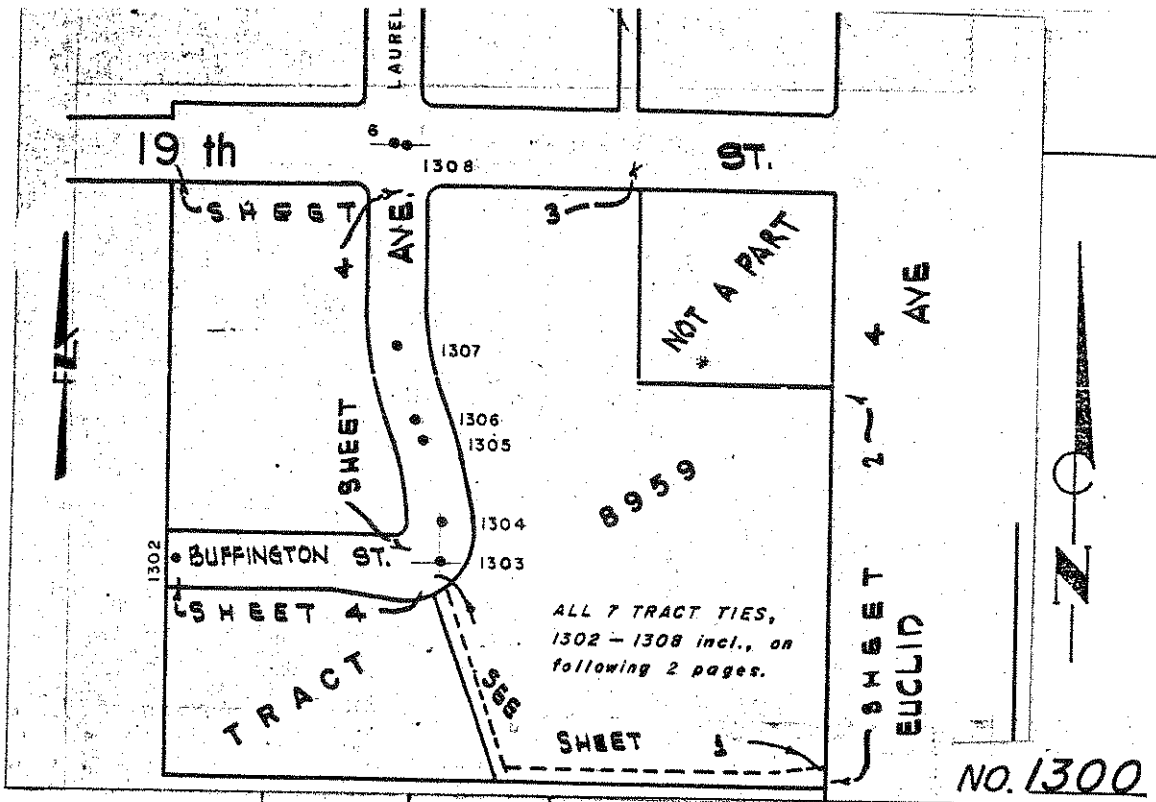 LAUREL
6
1308
19 th
ST.
SHEET
4
AVE.
3
NOT A PART
*
AVE
4
2
SHEET
EUCLID
1307
1306
1305
SHEET
8959
1304
1303
1302
BUFFINGTON ST.
SHEET 4
ALL 7 TRACT TIES,
1302 – 1308 incl., on
following 2 pages.
TRACT
SEE
SHEET
N
NO. 1300